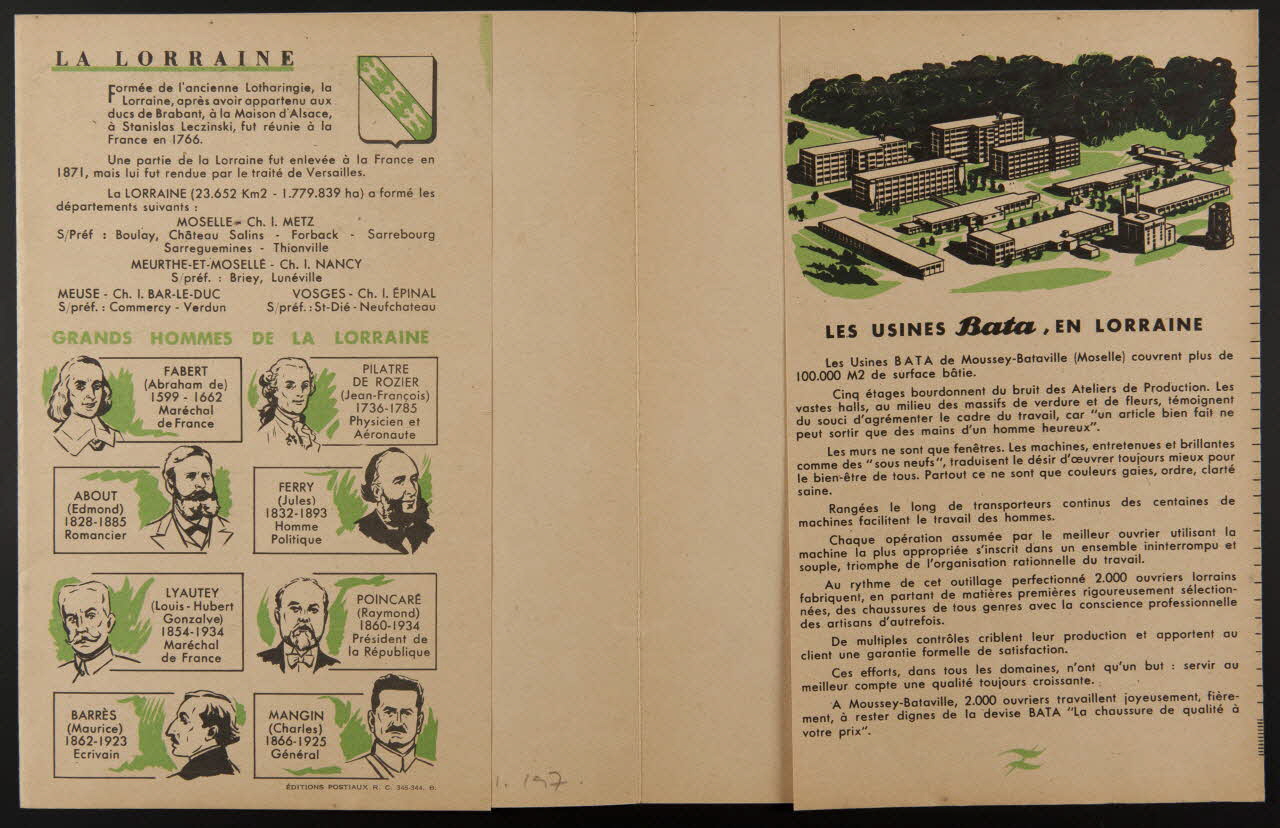 LA LORRAINE
Formée de l'ancienne Lotharingie, la
Lorraine, après avoir appartenu aux
ducs de Brabant, à la Maison d'Alsace,
à Stanislas Leczinski, fut réunie à la
France en 1766.
Une partie de la Lorraine fut enlevée à la France en
1871, mais lui fut rendue par le traité de Versailles.
La LORRAINE (23.652 Km2 - 1.779.839 ha) a formé les
départements suivants :
MOSELLE - Ch. l. METZ
S/Préf : Boulay, Château Salins - Forback - Sarrebourg
Sarreguemines - Thionville
MEURTHE-ET-MOSELLE - Ch. l. NANCY
S/préf. : Briey, Lunéville
MEUSE - Ch. l. BAR-LE-DUC
S/préf. : Commercy - Verdun
VOSGES - Ch. l. ÉPINAL
S/préf. : St-Dié - Neufchateau
GRANDS HOMMES DE LA LORRAINE
FABERT
(Abraham de)
1599 - 1662
Maréchal
de France
PILATRE
DE ROZIER
(Jean-François)
1736-1785
Physicien et
Aéronaute
ABOUT
(Edmond)
1828-1885
Romancier
FERRY
(Jules)
1832-1893
Homme
Politique
LYAUTEY
(Louis-Hubert
Gonzalve)
1854-1934
Maréchal
de France
POINCARÉ
(Raymond)
1860-1934
Président de
la République
BARRÈS
(Maurice)
1862-1923
Ecrivain
MANGIN
(Charles)
1866-1925
Général
ÉDITIONS POSTIAUX R. C. 345-344. B.
1. 197.
LES USINES Bata, EN LORRAINE
Les Usines BATA de Moussey-Bataville (Moselle) couvrent plus de
100.000 M2 de surface bâtie.
Cinq étages bourdonnent du bruit des Ateliers de Production. Les
vastes halls, au milieu des massifs de verdure et de fleurs, témoignent
du souci d'agrémenter le cadre du travail, car "un article bien fait ne
peut sortir que des mains d'un homme heureux".
Les murs ne sont que fenêtres. Les machines, entretenues et brillantes
comme des "sous neufs", traduisent le désir d'œuvrer toujours mieux pour
le bien-être de tous. Partout ce ne sont que couleurs gaies, ordre, clarté
saine.
Rangées le long de transporteurs continus des centaines de
machines facilitent le travail des hommes.
Chaque opération assumée par le meilleur ouvrier utilisant la
machine la plus appropriée s'inscrit dans un ensemble ininterrompu et
souple, triomphe de l'organisation rationnelle du travail.
Au rythme de cet outillage perfectionné 2.000 ouvriers lorrains
fabriquent, en partant de matières premières rigoureusement sélection-
nées, des chaussures de tous genres avec la conscience professionnelle
des artisans d'autrefois.
De multiples contrôles criblent leur production et apportent au
client une garantie formelle de satisfaction.
Ces efforts, dans tous les domaines, n'ont qu'un but : servir au
meilleur compte une qualité toujours croissante.
A Moussey-Bataville, 2.000 ouvriers travaillent joyeusement, fière-
ment, à rester dignes de la devise BATA "La chaussure de qualité à
votre prix".